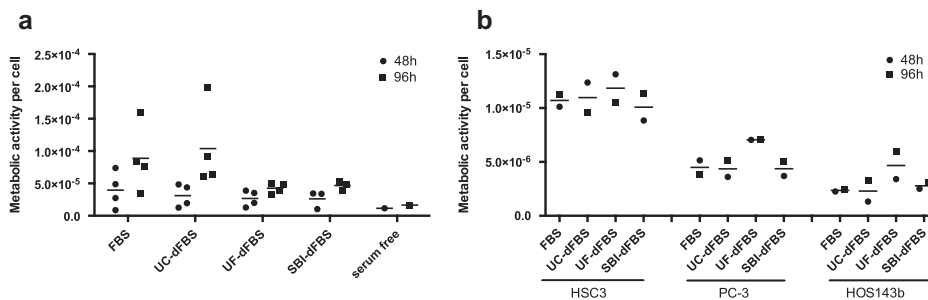 a
Metabolic activity per cell
2.5×10⁻⁴
2.0×10⁻⁴
1.5×10⁻⁴
1.0×10⁻⁴
5.0×10⁻⁵
0.0
48h
96h
FBS
UC-dFBS
UF-dFBS
SBI-dFBS
serum free
b
Metabolic activity per cell
1.5×10⁻⁵
1.0×10⁻⁵
5.0×10⁻⁶
0.0
48h
96h
FBS
UC-dFBS
UF-dFBS
SBI-dFBS
FBS
UC-dFBS
UF-dFBS
SBI-dFBS
FBS
UC-dFBS
UF-dFBS
SBI-dFBS
HSC3
PC-3
HOS143b